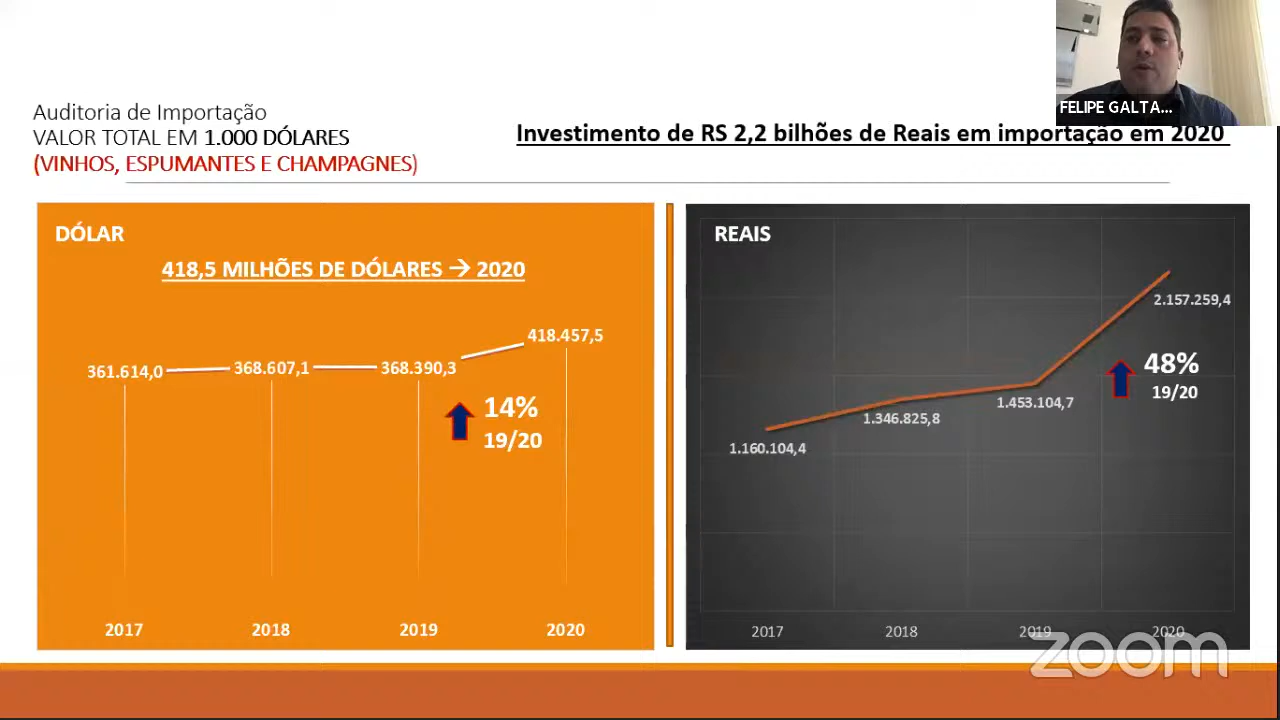 FELIPE GALTA...
Auditoria de Importação
VALOR TOTAL EM 1.000 DÓLARES
(VINHOS, ESPUMANTES E CHAMPAGNES)
Investimento de RS 2,2 bilhões de Reais em importação em 2020
DÓLAR
418,5 MILHÕES DE DÓLARES → 2020
361.614,0
368.607,1
368.390,3
418.457,5
14%
19/20
2017
2018
2019
2020
REAIS
1.160.104,4
1.346.825,8
1.453.104,7
2.157.259,4
48%
19/20
2017
2018
2019
2020
zoom